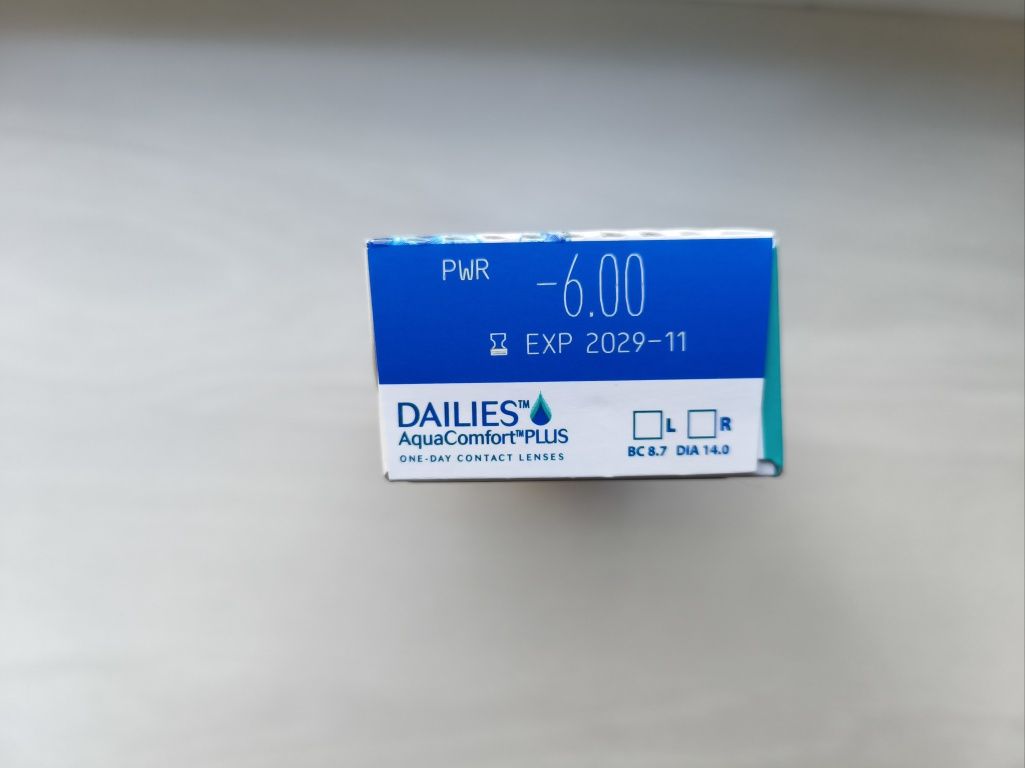 PWR -6.00
EXP 2029-11
DAILIES™
AquaComfort™PLUS
ONE-DAY CONTACT LENSES
L R
BC 8.7 DIA 14.0